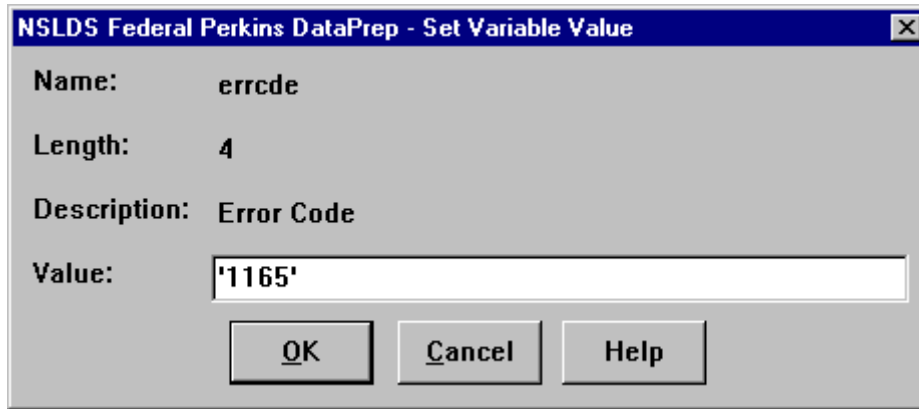 NSLDS Federal Perkins DataPrep - Set Variable Value
Name: errcde
Length: 4
Description: Error Code
Value: '1165'
OK Cancel Help